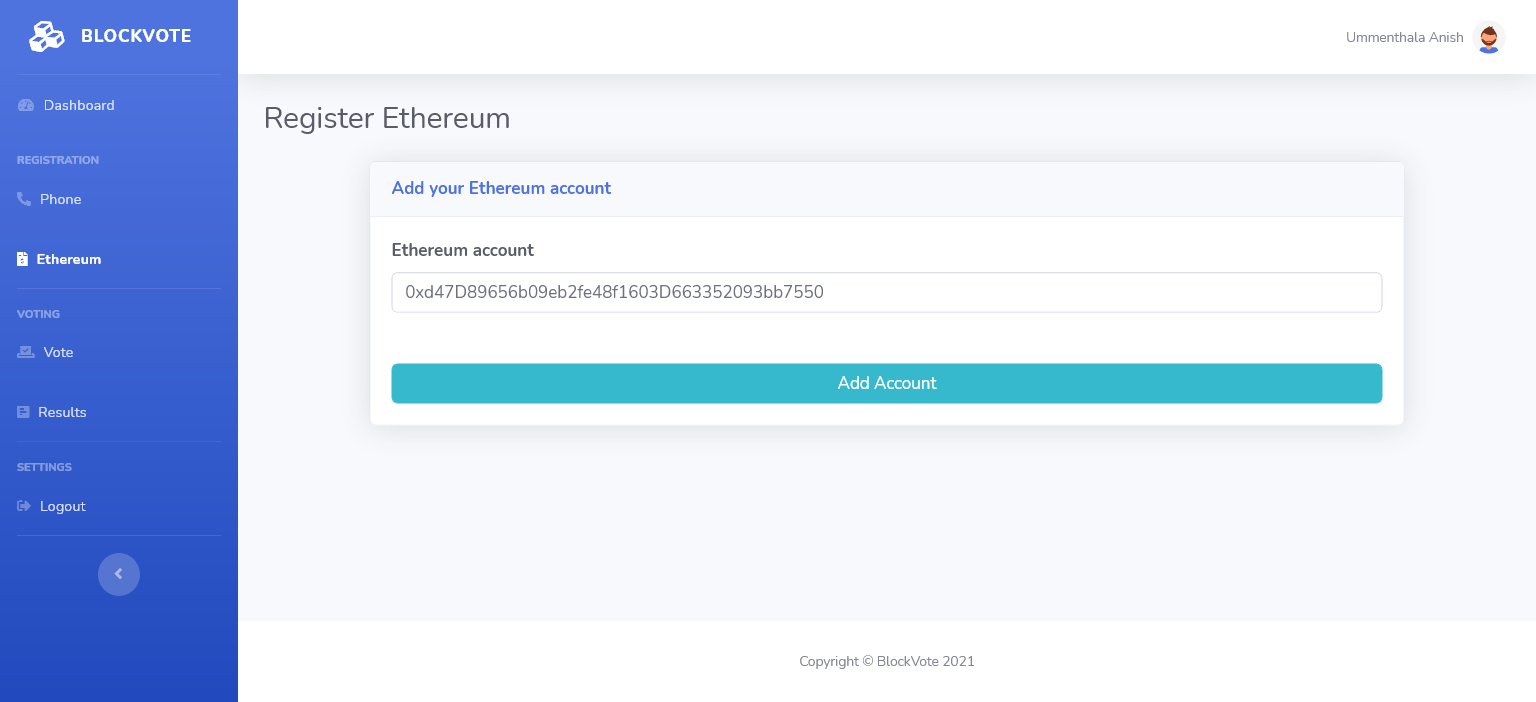 BLOCKVOTE
Ummenthala Anish
Dashboard
REGISTRATION
Phone
Ethereum
VOTING
Vote
Results
SETTINGS
Logout
Register Ethereum
Add your Ethereum account
Ethereum account
0xd47D89656b09eb2fe48f1603D663352093bb7550
Add Account
Copyright © BlockVote 2021